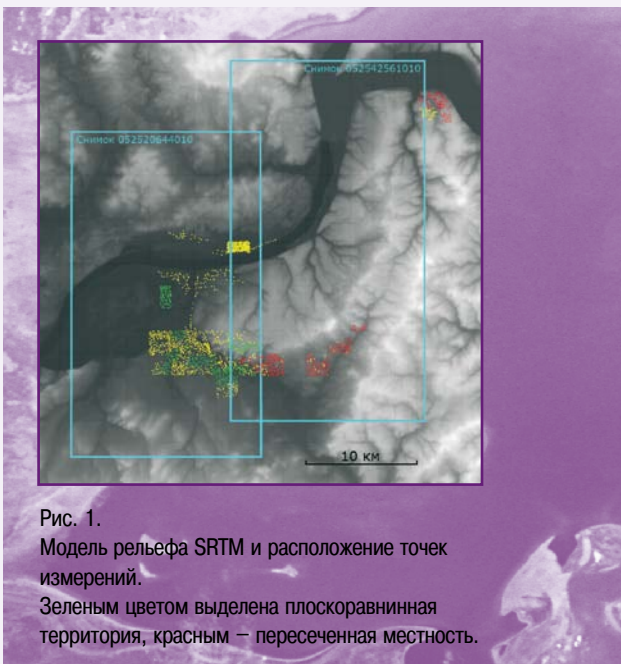 Снимок 052542561010
Снимок 052520644010
10 км
Рис. 1.
Модель рельефа SRTM и расположение точек
измерений.
Зеленым цветом выделена плоскоравнинная
территория, красным – пересеченная местность.